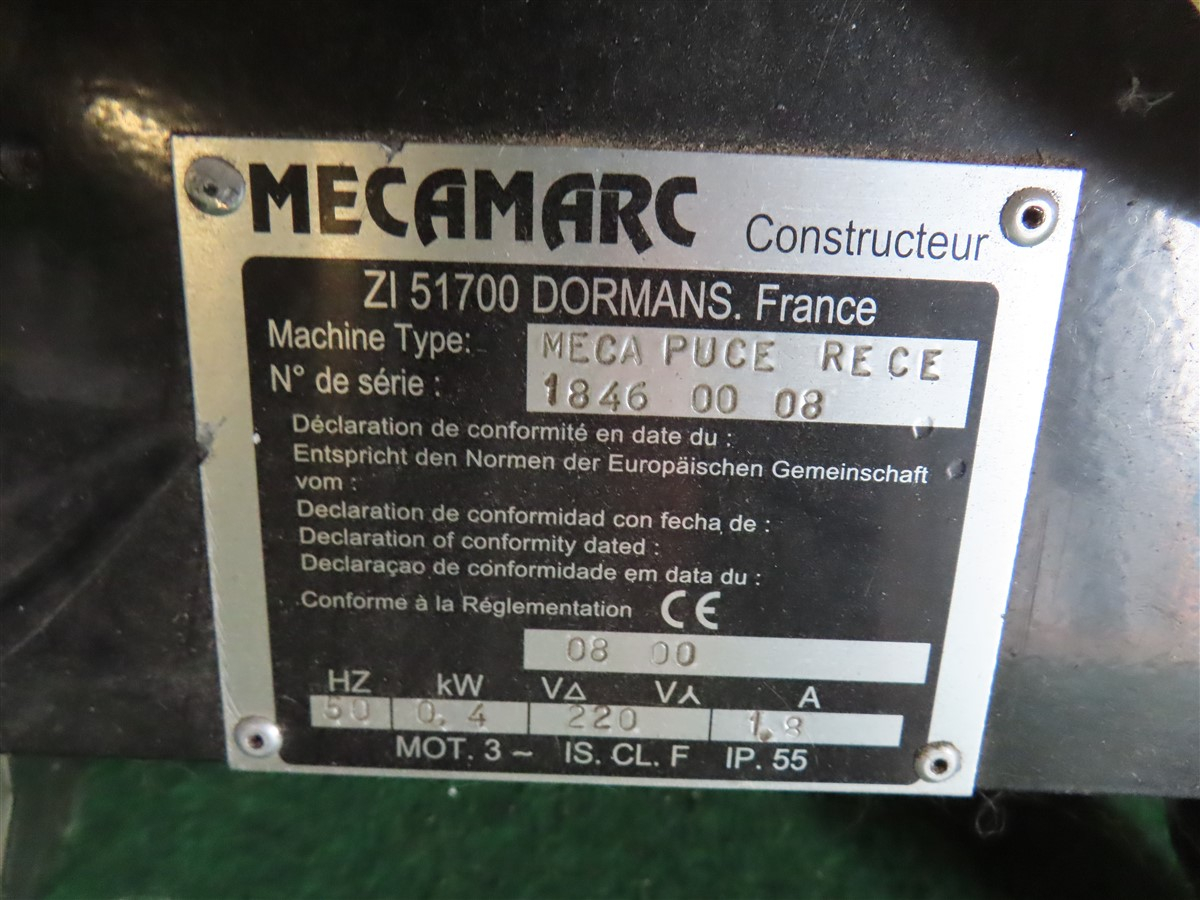 MECAMARC Constructeur
ZI 51700 DORMANS. France
Machine Type: MECA PUCE RECE
N° de série : 1846 00 08
Déclaration de conformité en date du :
Entspricht den Normen der Europäischen Gemeinschaft
vom :
Declaration de conformidad con fecha de :
Declaration of conformity dated :
Declaraçao de conformidade em data du :
Conforme à la Réglementation CE
08 00
HZ kW V△ V⅄ A
50 0.4 220 1.8
MOT. 3 ~ IS. CL. F IP. 55